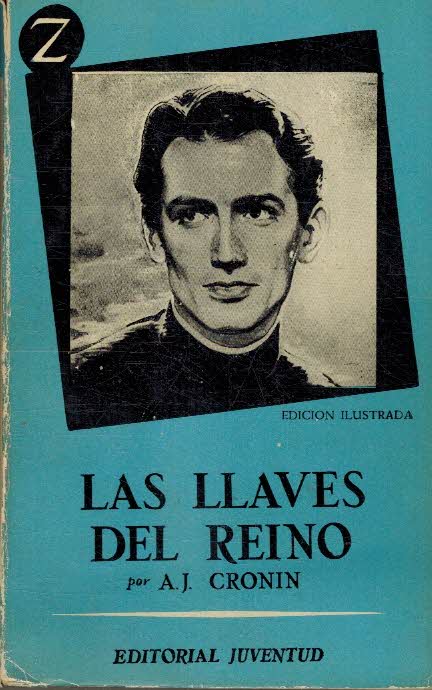 Z
EDICION ILUSTRADA
LAS LLAVES
DEL REINO
por A.J. CRONIN
EDITORIAL JUVENTUD